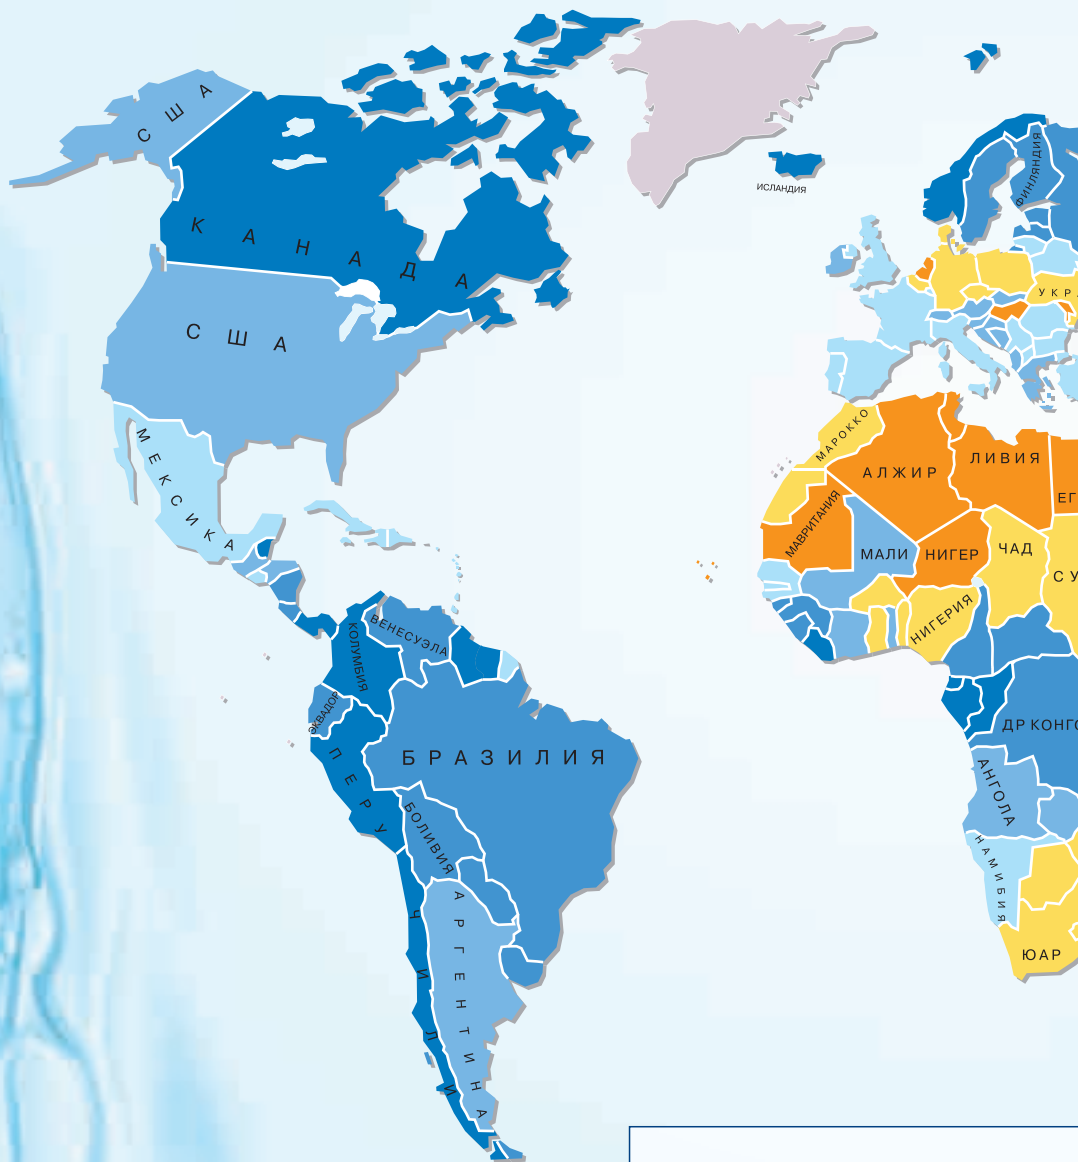 США
КАНАДА
ИСЛАНДИЯ
ФИНЛЯНДИЯ
США
УКР
МЕКСИКА
МАРОККО
АЛЖИР
ЛИВИЯ
ЕГ
МАВРИТАНИЯ
МАЛИ
НИГЕР
ЧАД
СУ
НИГЕРИЯ
ВЕНЕСУЭЛА
КОЛУМБИЯ
ЭКВАДОР
ПЕРУ
БРАЗИЛИЯ
БОЛИВИЯ
ДР КОНГО
АНГОЛА
НАМИБИЯ
ЮАР
ЧИЛИ
АРГЕНТИНА